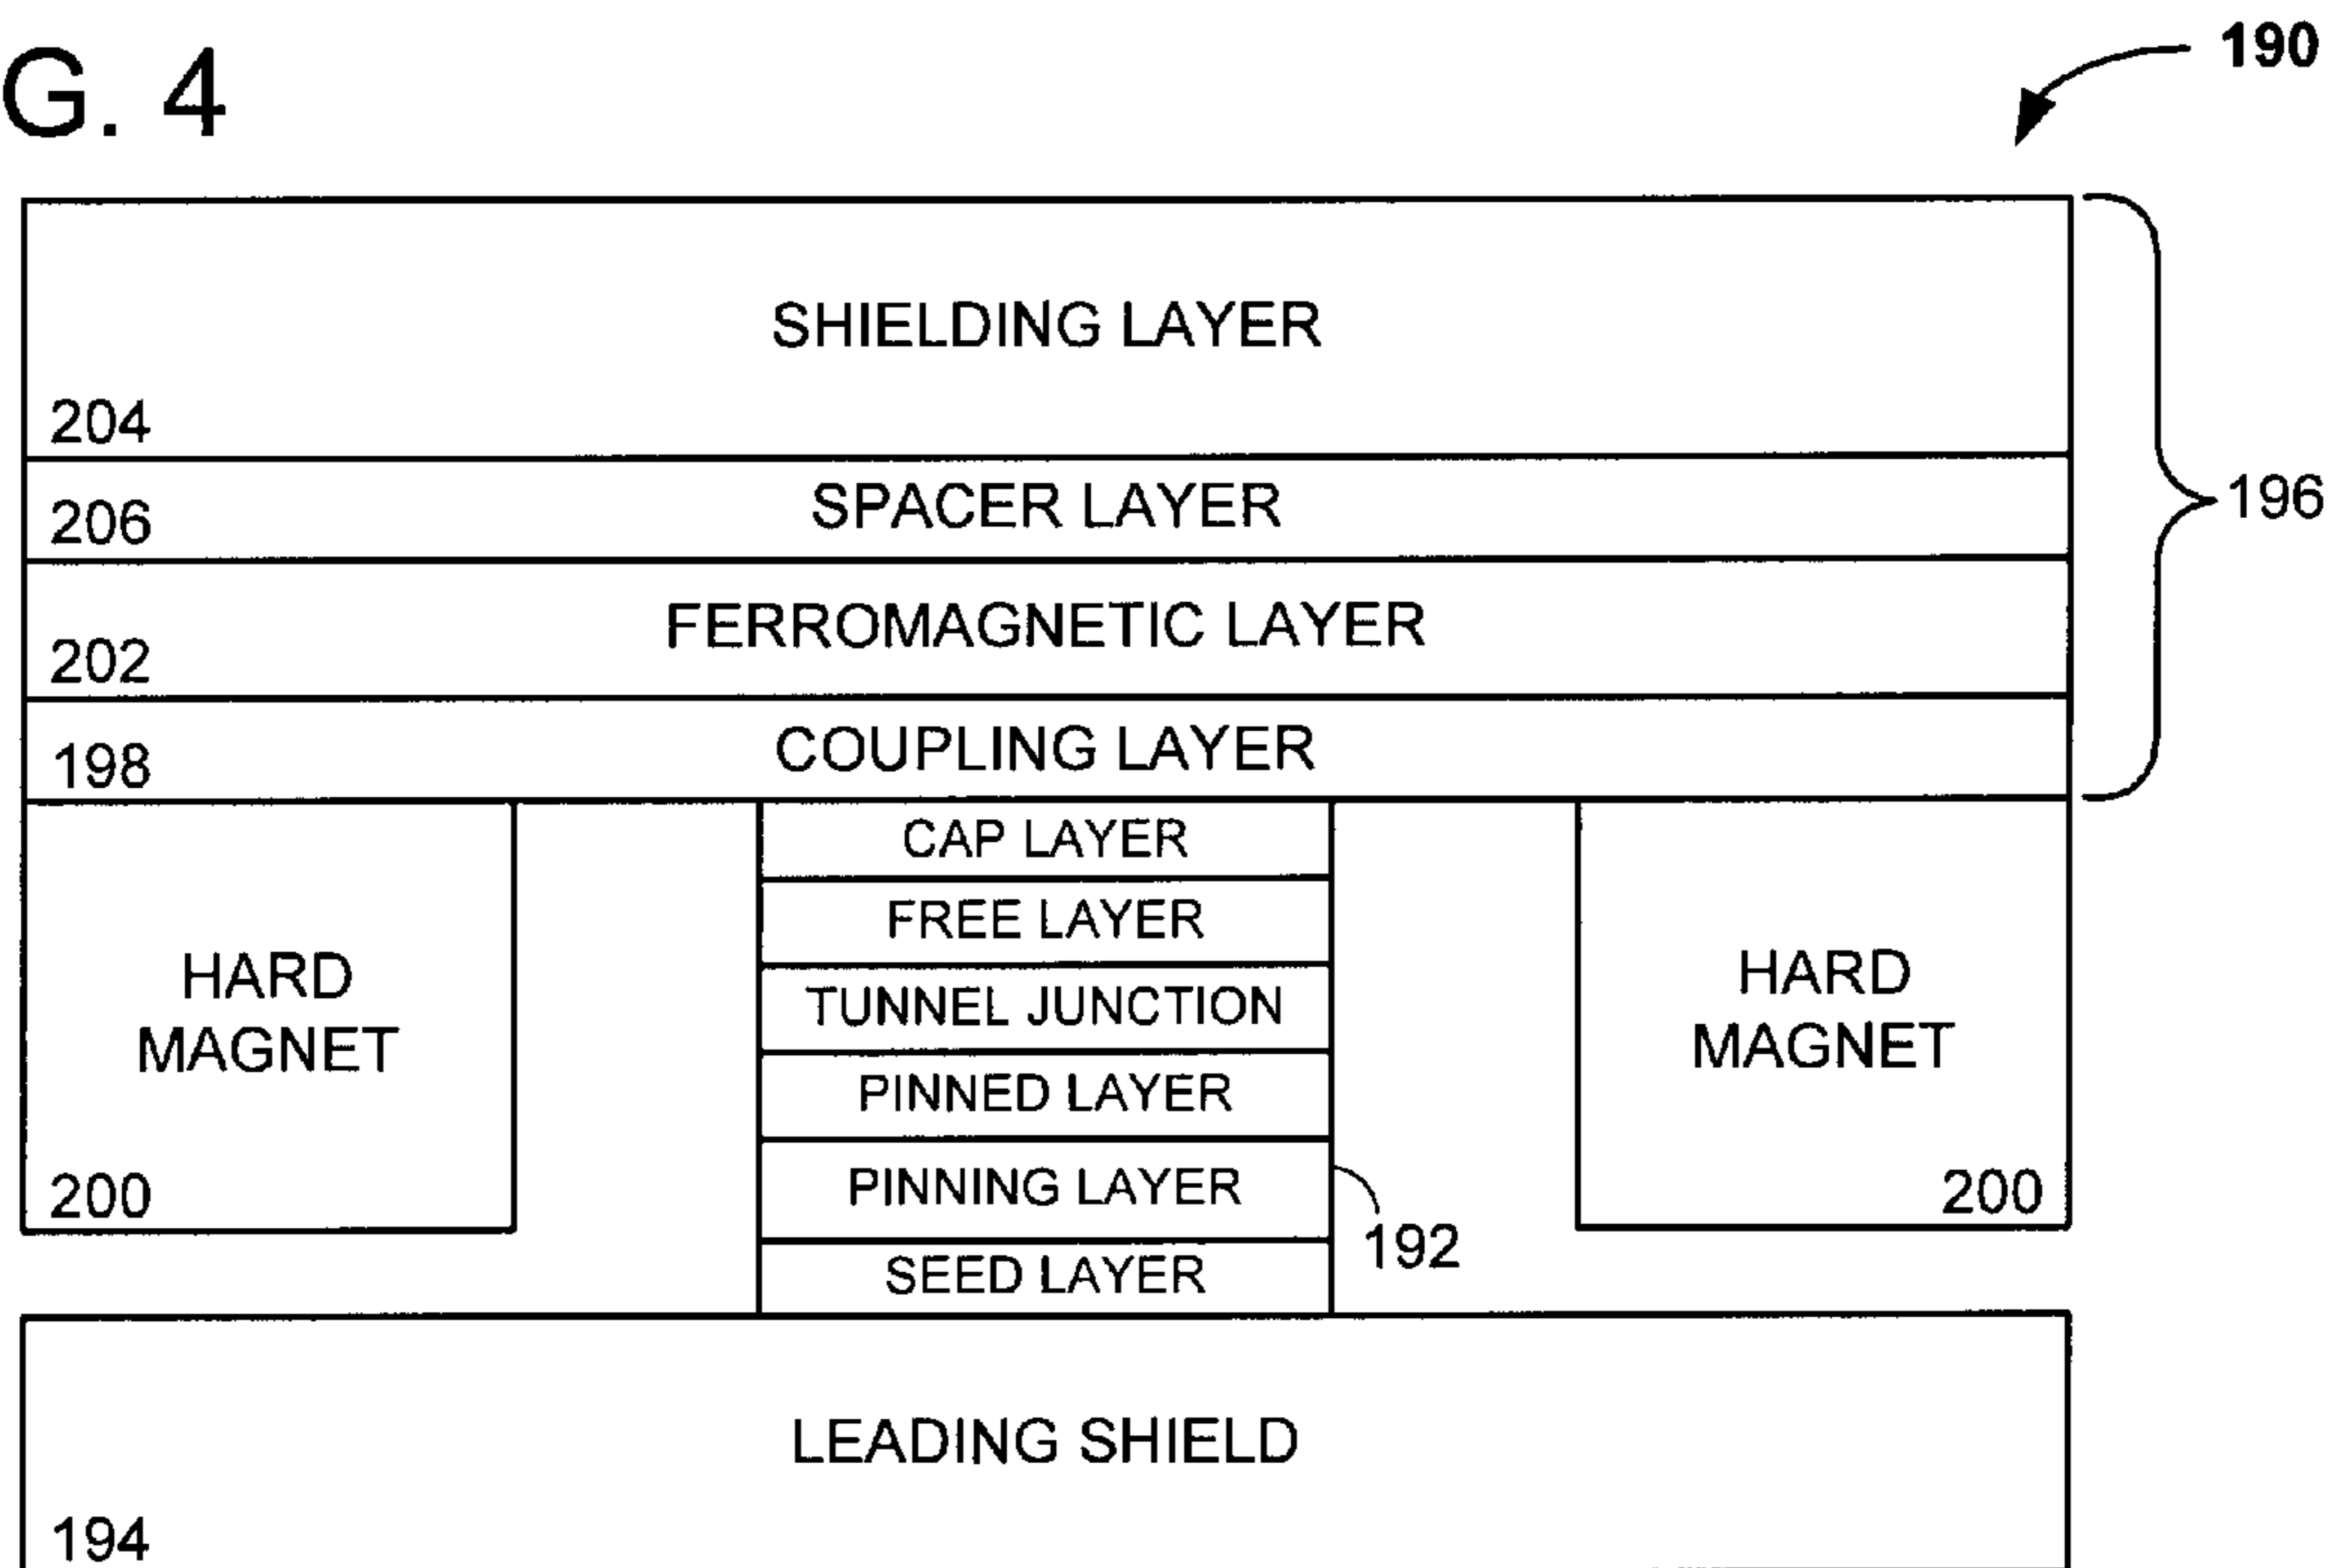 G. 4
190
SHIELDING LAYER
204
SPACER LAYER
206
196
FERROMAGNETIC LAYER
202
COUPLING LAYER
198
CAP LAYER
FREE LAYER
HARD
MAGNET
TUNNEL JUNCTION
HARD
MAGNET
PINNED LAYER
PINNING LAYER
200
200
192
SEED LAYER
LEADING SHIELD
194